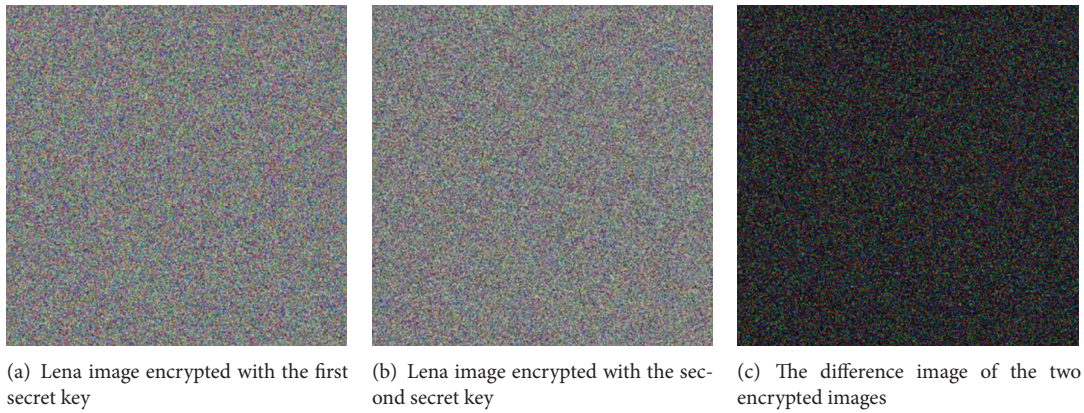 (a) Lena image encrypted with the first
secret key
(b) Lena image encrypted with the sec-
ond secret key
(c) The difference image of the two
encrypted images